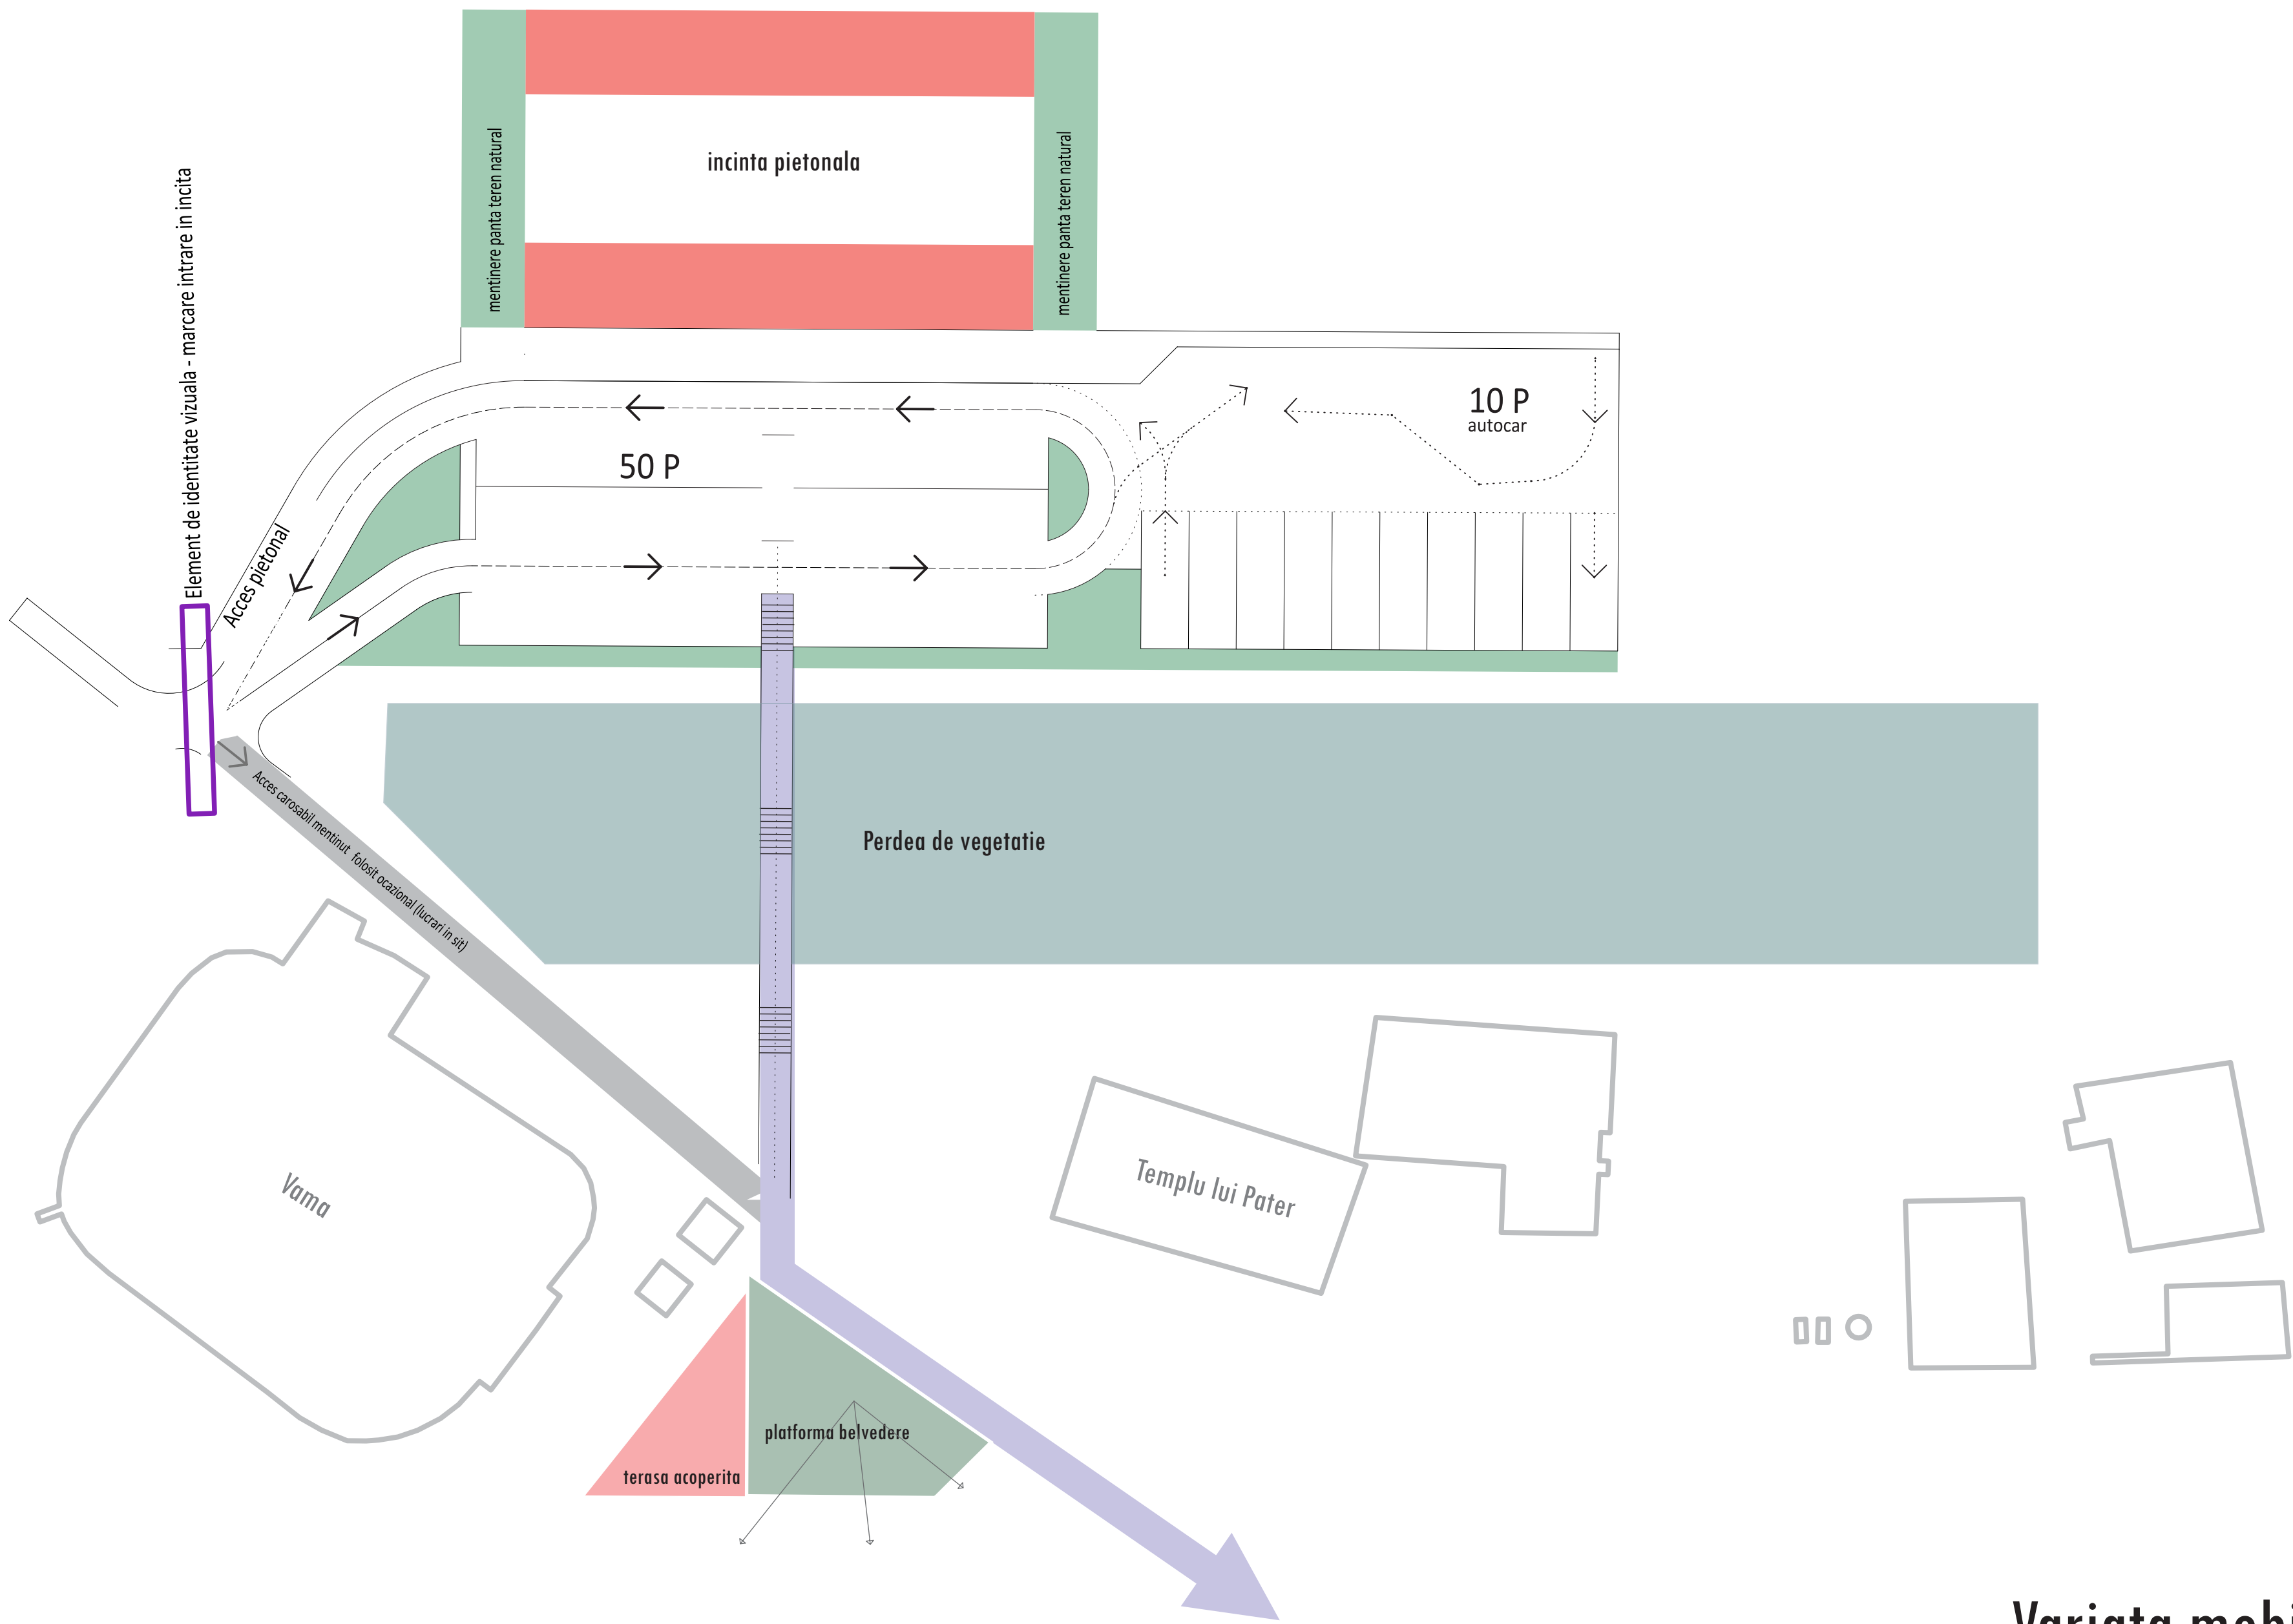 incinta pietonala
mentinere panta teren natural
mentinere panta teren natural
Element de identitate vizuala - marcare intrare in incita
10 P
autocar
50 P
Acces pietonal
Acces carosabil mentinut folosit ocazional (lucrari in sit)
Perdea de vegetatie
Vama
Templu lui Pater
platforma belvedere
terasa acoperita